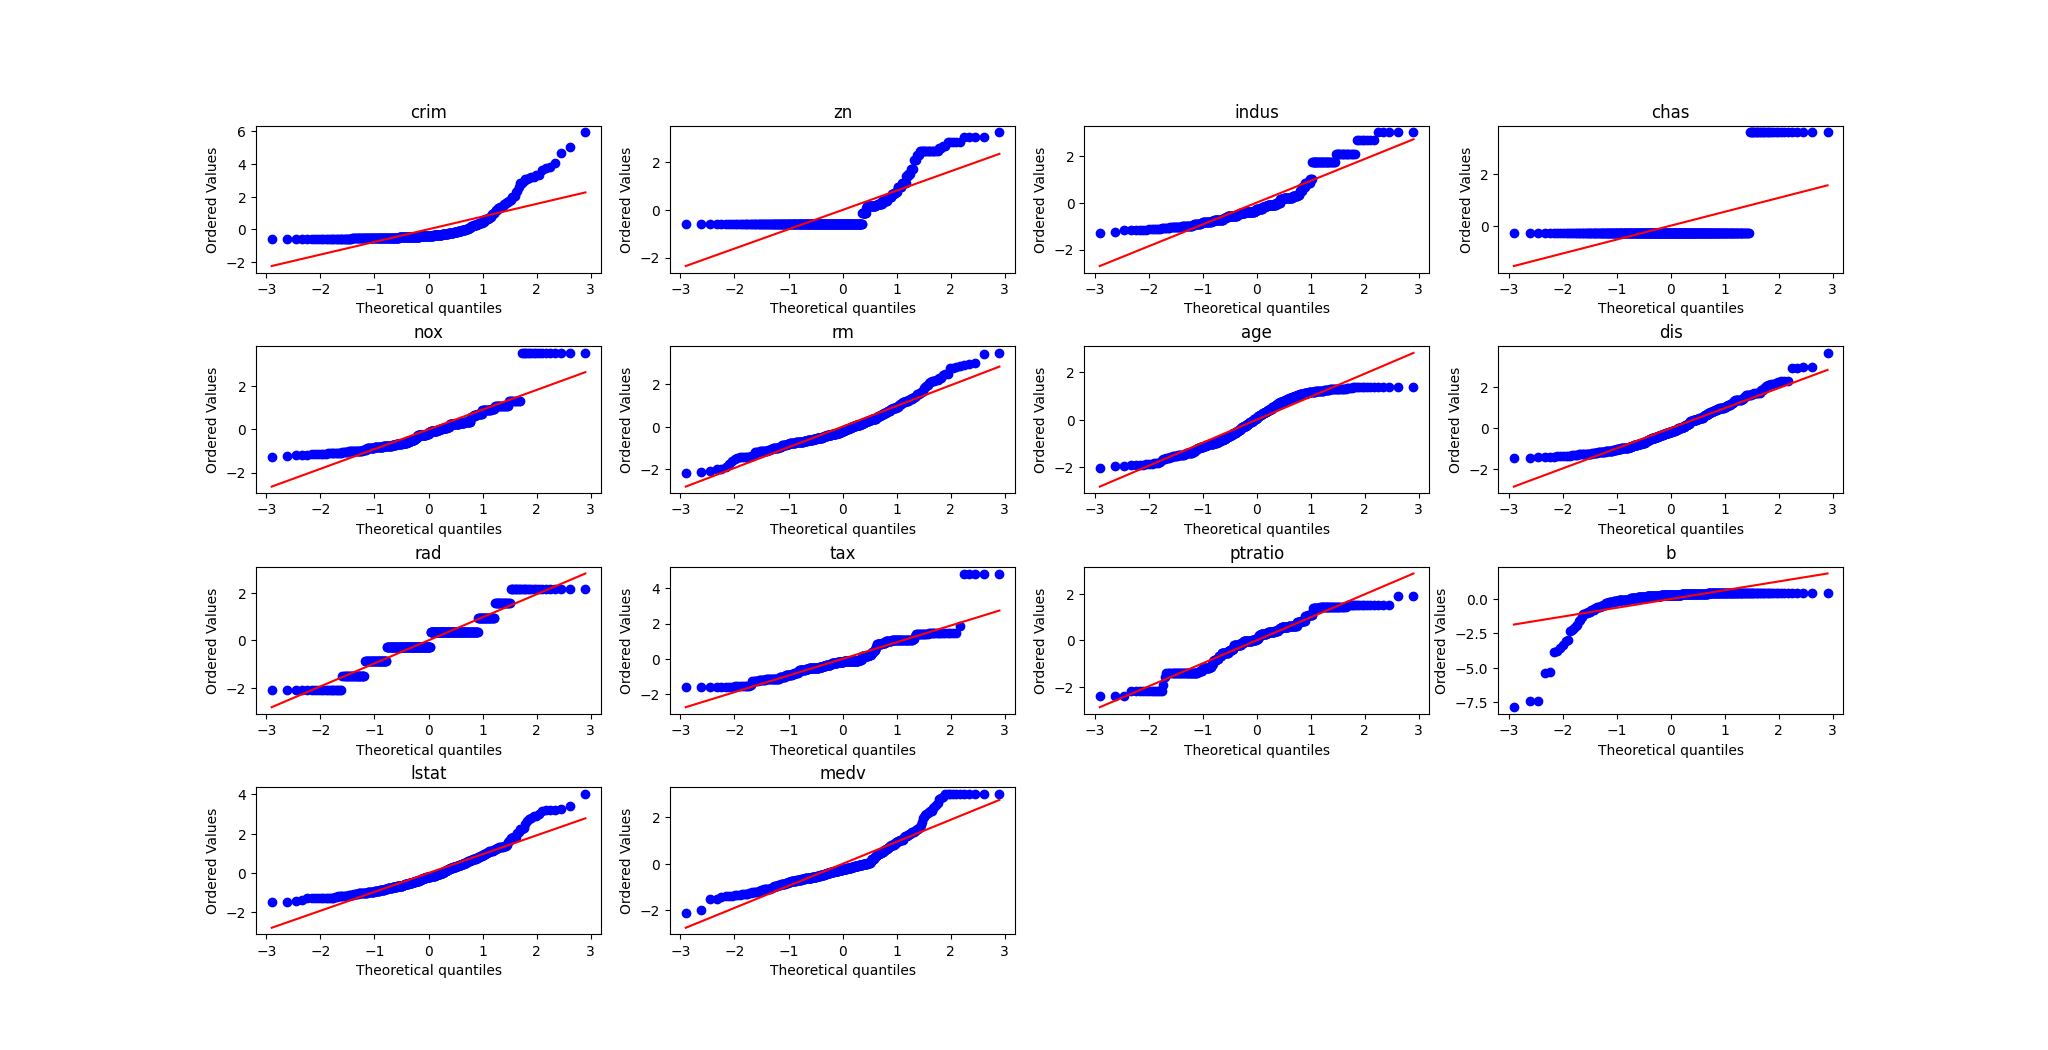 crim
zn
indus
chas
6
4
2
0
−2
2
0
−2
2
0
−2
2
0
Ordered Values
Ordered Values
Ordered Values
Ordered Values
−3 −2 −1 0 1 2 3
−3 −2 −1 0 1 2 3
−3 −2 −1 0 1 2 3
−3 −2 −1 0 1 2 3
Theoretical quantiles
Theoretical quantiles
Theoretical quantiles
Theoretical quantiles
nox
rm
age
dis
2
0
−2
2
0
−2
2
0
−2
2
0
−2
Ordered Values
Ordered Values
Ordered Values
Ordered Values
−3 −2 −1 0 1 2 3
−3 −2 −1 0 1 2 3
−3 −2 −1 0 1 2 3
−3 −2 −1 0 1 2 3
Theoretical quantiles
Theoretical quantiles
Theoretical quantiles
Theoretical quantiles
rad
tax
ptratio
b
2
0
−2
4
2
0
−2
2
0
−2
0.0
−2.5
−5.0
−7.5
Ordered Values
Ordered Values
Ordered Values
Ordered Values
−3 −2 −1 0 1 2 3
−3 −2 −1 0 1 2 3
−3 −2 −1 0 1 2 3
−3 −2 −1 0 1 2 3
Theoretical quantiles
Theoretical quantiles
Theoretical quantiles
Theoretical quantiles
lstat
medv
4
2
0
−2
2
0
−2
Ordered Values
Ordered Values
−3 −2 −1 0 1 2 3
−3 −2 −1 0 1 2 3
Theoretical quantiles
Theoretical quantiles